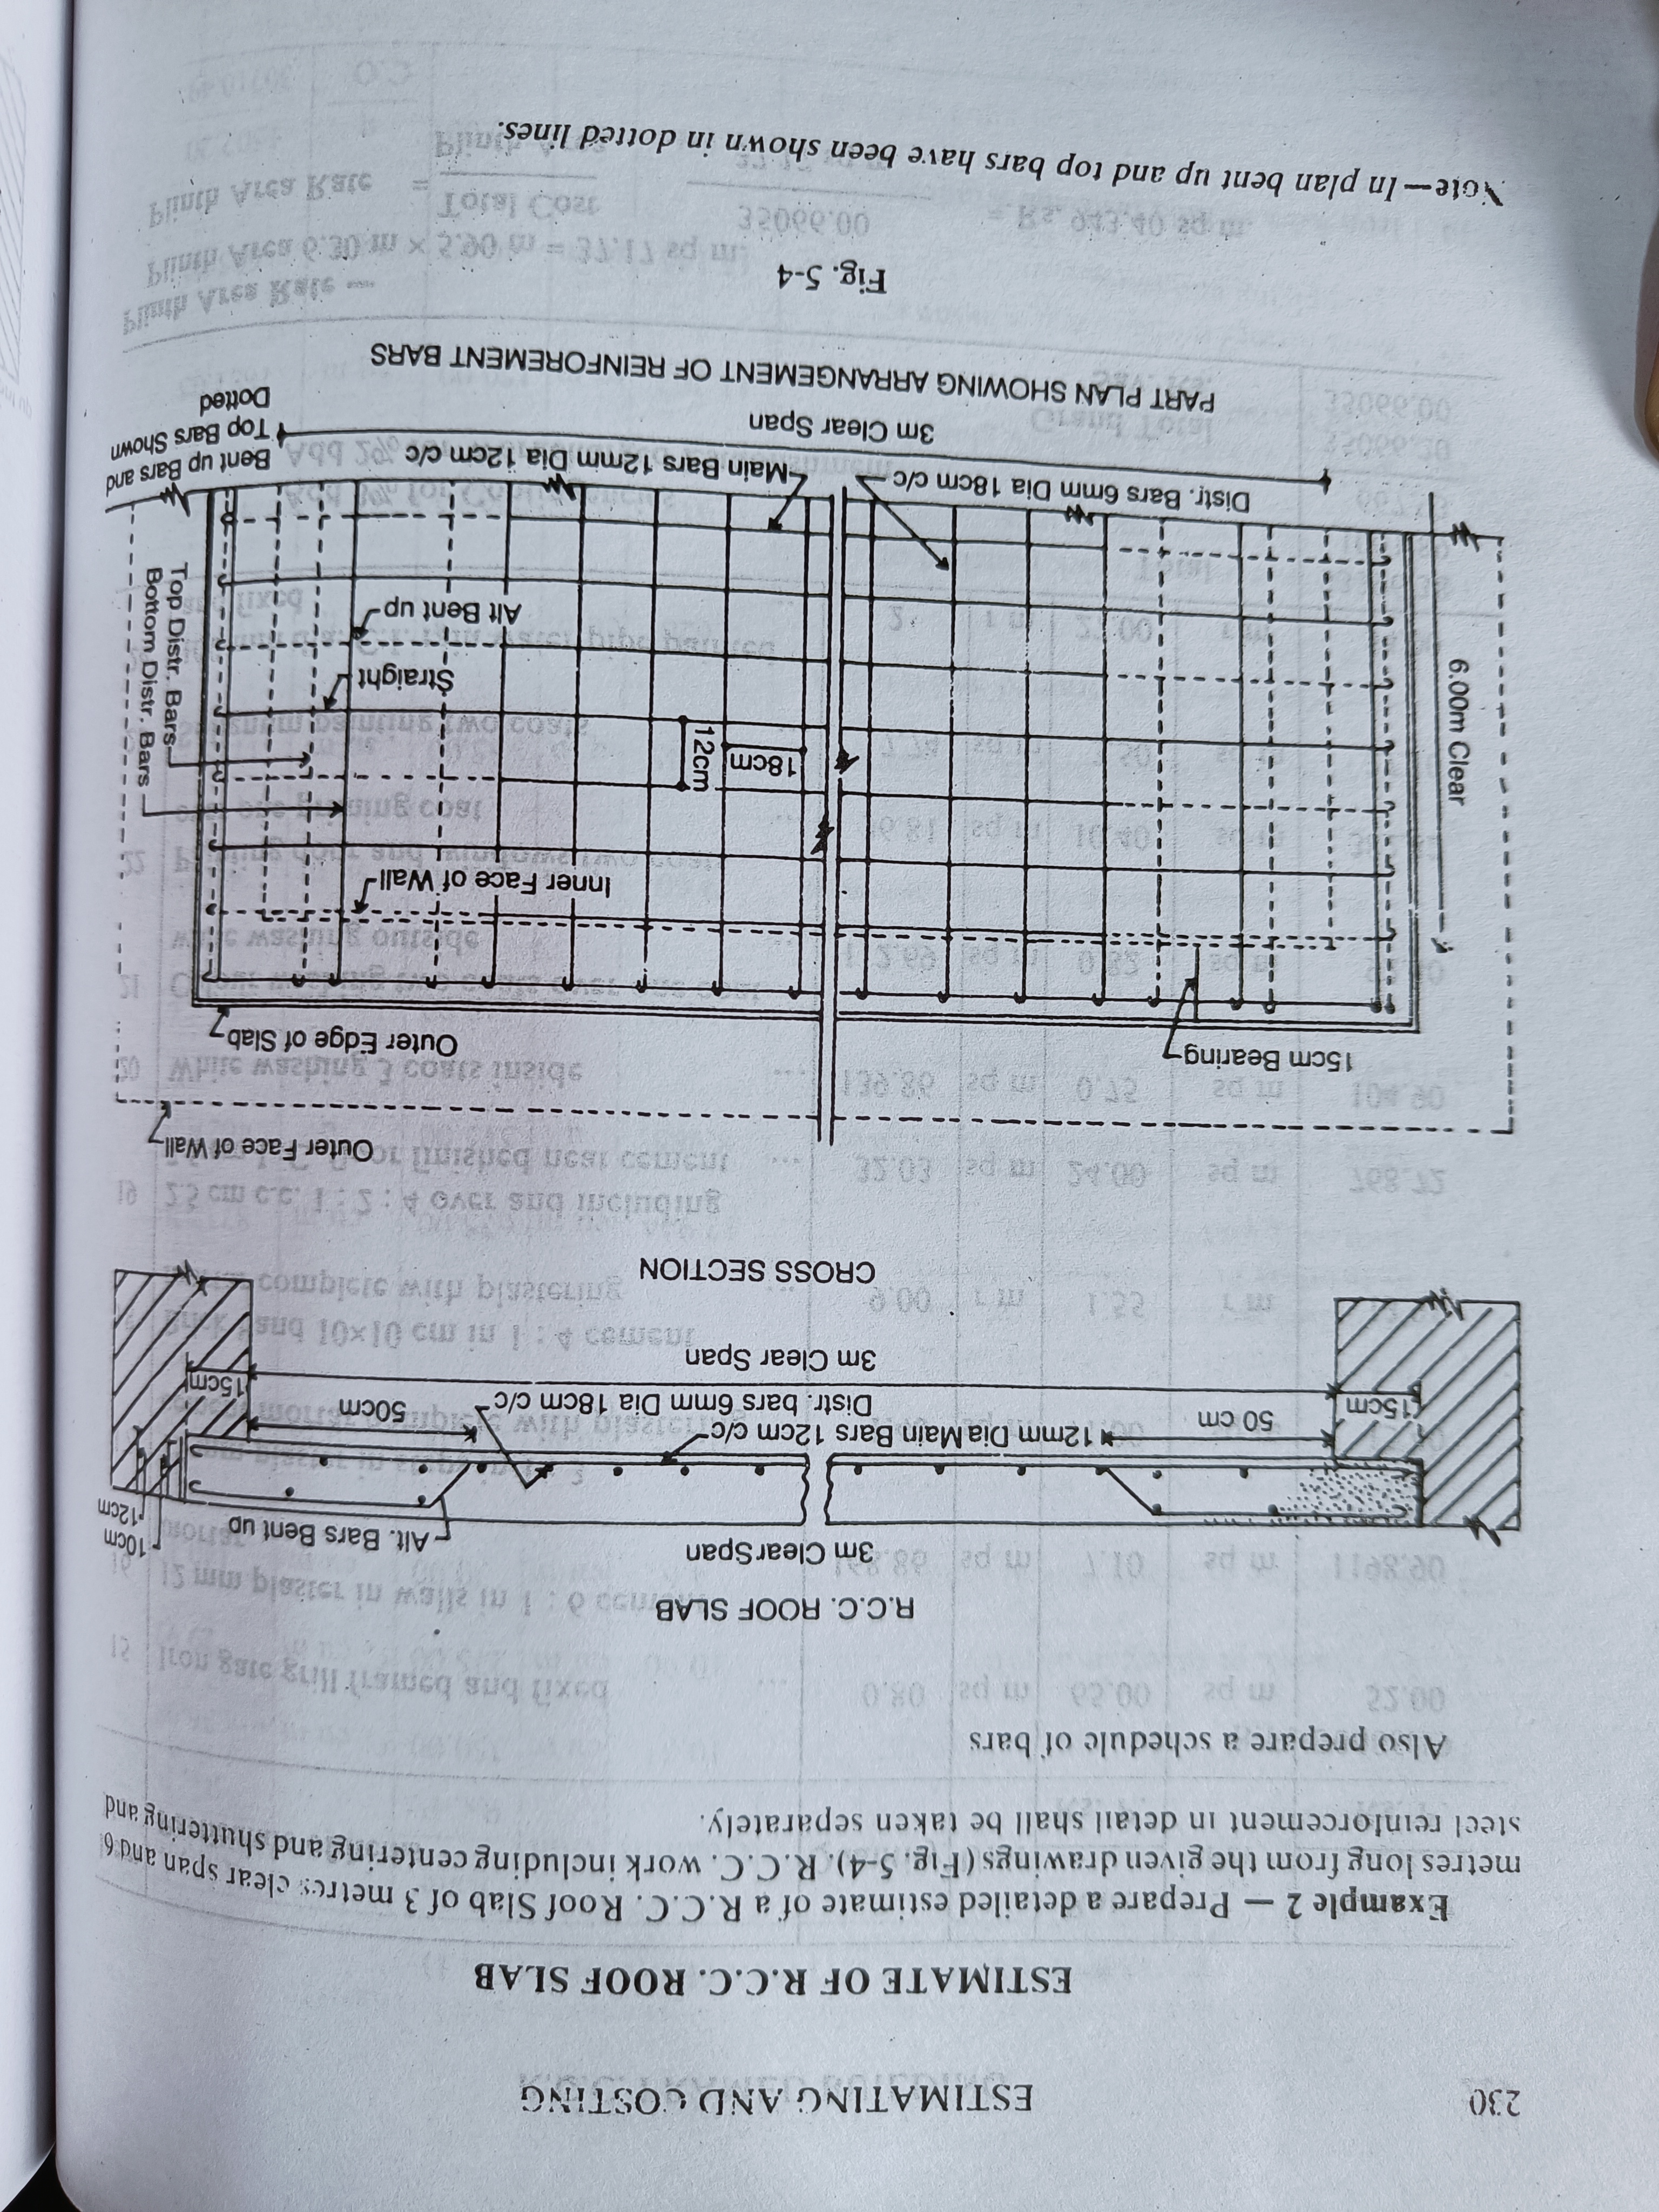 230
ESTIMATING AND COSTING
ESTIMATE OF R.C.C. ROOF SLAB
Example 2 — Prepare a detailed estimate of a R.C.C. Roof Slab of 3 metres clear span and 6
metres long from the given drawings (Fig. 5-4). R.C.C. work including centering and shuttering and
steel reinforcement in detail shall be taken separately.
Also prepare a schedule of bars
R.C.C. ROOF SLAB
3m Clear Span
Alt. Bars Bent up
10cm
12cm
12mm Dia Main Bars 12cm c/c
Distr. bars 6mm Dia 18cm c/c
50 cm
50cm
15cm
15cm
3m Clear Span
CROSS SECTION
Outer Face of Wall
15cm Bearing
Outer Edge of Slab
Inner Face of Wall
6.00m Clear
18cm
12cm
Straight
Alt Bent up
Bottom Distr. Bars
Top Distr. Bars
Distr. Bars 6mm Dia 18cm c/c
Main Bars 12mm Dia 12cm c/c
Bent up Bars and
Top Bars Shown
Dotted
3m Clear Span
PART PLAN SHOWING ARRANGEMENT OF REINFOREMENT BARS
Fig. 5-4
Note—In plan bent up and top bars have been shown in dotted lines.